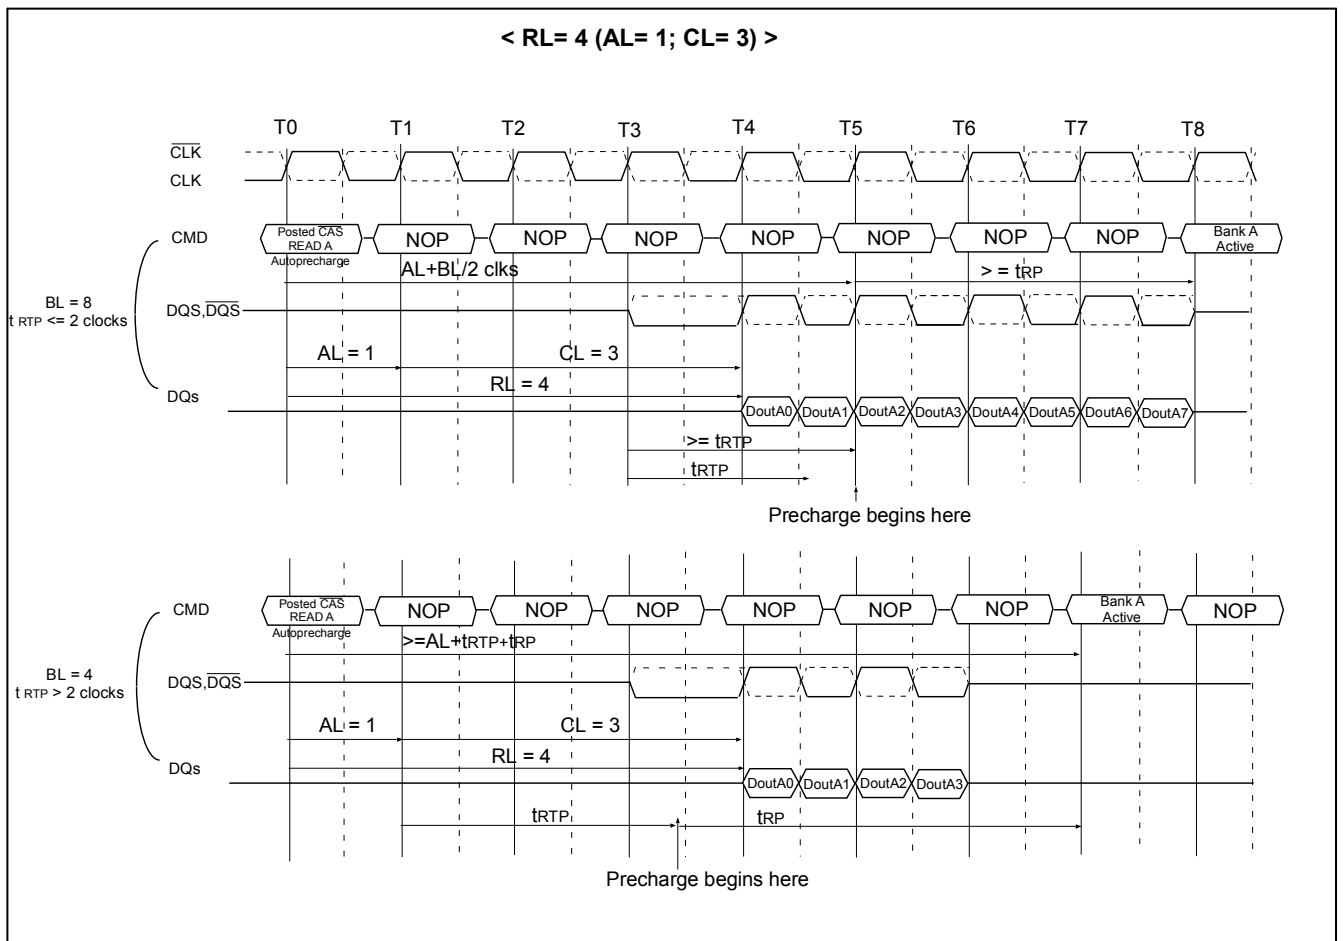 < RL= 4 (AL= 1; CL= 3) >
T0 T1 T2 T3 T4 T5 T6 T7 T8
CLK
CLK
CMD
Posted CAS
READ A
Autoprecharge
NOP NOP NOP NOP NOP NOP NOP
Bank A
Active
AL+BL/2 clks
> = tRP
BL = 8
t RTP <= 2 clocks
DQS,DQS
AL = 1
CL = 3
RL = 4
DQs
DoutA0 DoutA1 DoutA2 DoutA3 DoutA4 DoutA5 DoutA6 DoutA7
>= tRTP
tRTP
Precharge begins here
CMD
Posted CAS
READ A
Autoprecharge
NOP NOP NOP NOP NOP NOP
Bank A
Active
NOP
>=AL+tRTP+tRP
BL = 4
t RTP > 2 clocks
DQS,DQS
AL = 1
CL = 3
RL = 4
DQs
DoutA0 DoutA1 DoutA2 DoutA3
tRTP
tRP
Precharge begins here